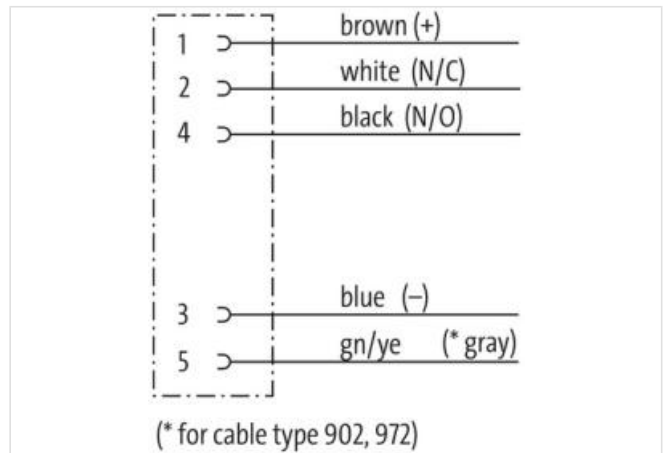 1 brown (+)
2 white (N/C)
4 black (N/O)
3 blue (–)
5 gn/ye (* gray)
(* for cable type 902, 972)